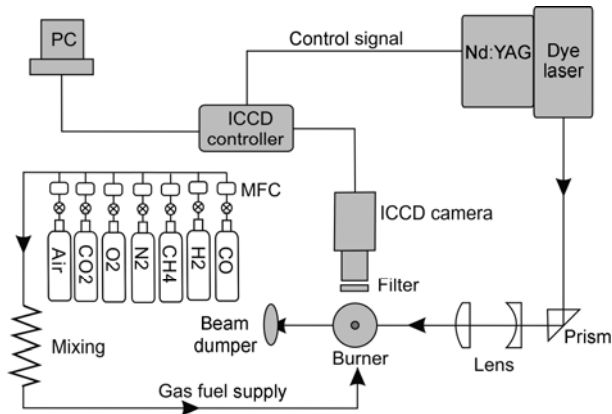 PC
Control signal
Nd:YAG
Dye
laser
ICCD
controller
MFC
ICCD camera
Air
CO2
O2
N2
CH4
H2
CO
Filter
Mixing
Beam
dumper
Burner
Lens
Prism
Gas fuel supply